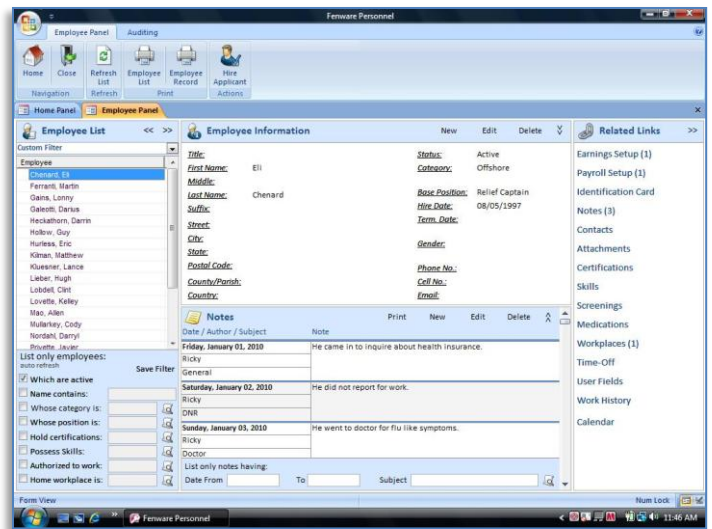 Fenware Personnel
Employee Panel Auditing
Home Close Refresh List Employee List Employee Record Hire Applicant
Navigation Refresh Print Actions
Home Panel Employee Panel
Employee List << >>
Custom Filter
Employee
Chenard, Eli
Ferranti, Martin
Gains, Lonny
Galeotti, Darius
Heckathorn, Darrin
Hollow, Guy
Hurless, Eric
Kilman, Matthew
Kluesner, Lance
Lieber, Hugh
Lobdell, Clint
Lovette, Kelley
Mao, Allen
Mullarkey, Cody
Nordahl, Darryl
Privette, Javier
List only employees:
auto refresh Save Filter
Which are active
Name contains:
Whose category is:
Whose position is:
Hold certifications:
Possess Skills:
Authorized to work:
Home workplace is:
Employee Information New Edit Delete
Title: Status: Active
First Name: Eli Category: Offshore
Middle:
Last Name: Chenard Base Position: Relief Captain
Suffix: Hire Date: 08/05/1997
Street: Term. Date:
City:
State: Gender:
Postal Code: Phone No.:
County/Parish: Cell No.:
Country: Email:
Notes Print New Edit Delete
Date / Author / Subject Note
Friday, January 01, 2010 He came in to inquire about health insurance.
Ricky
General
Saturday, January 02, 2010 He did not report for work.
Ricky
DNR
Sunday, January 03, 2010 He went to doctor for flu like symptoms.
Ricky
Doctor
List only notes having:
Date From To Subject
Related Links >>
Earnings Setup (1)
Payroll Setup (1)
Identification Card
Notes (3)
Contacts
Attachments
Certifications
Skills
Screenings
Medications
Workplaces (1)
Time-Off
User Fields
Work History
Calendar
Form View Num Lock
Fenware Personnel 11:46 AM